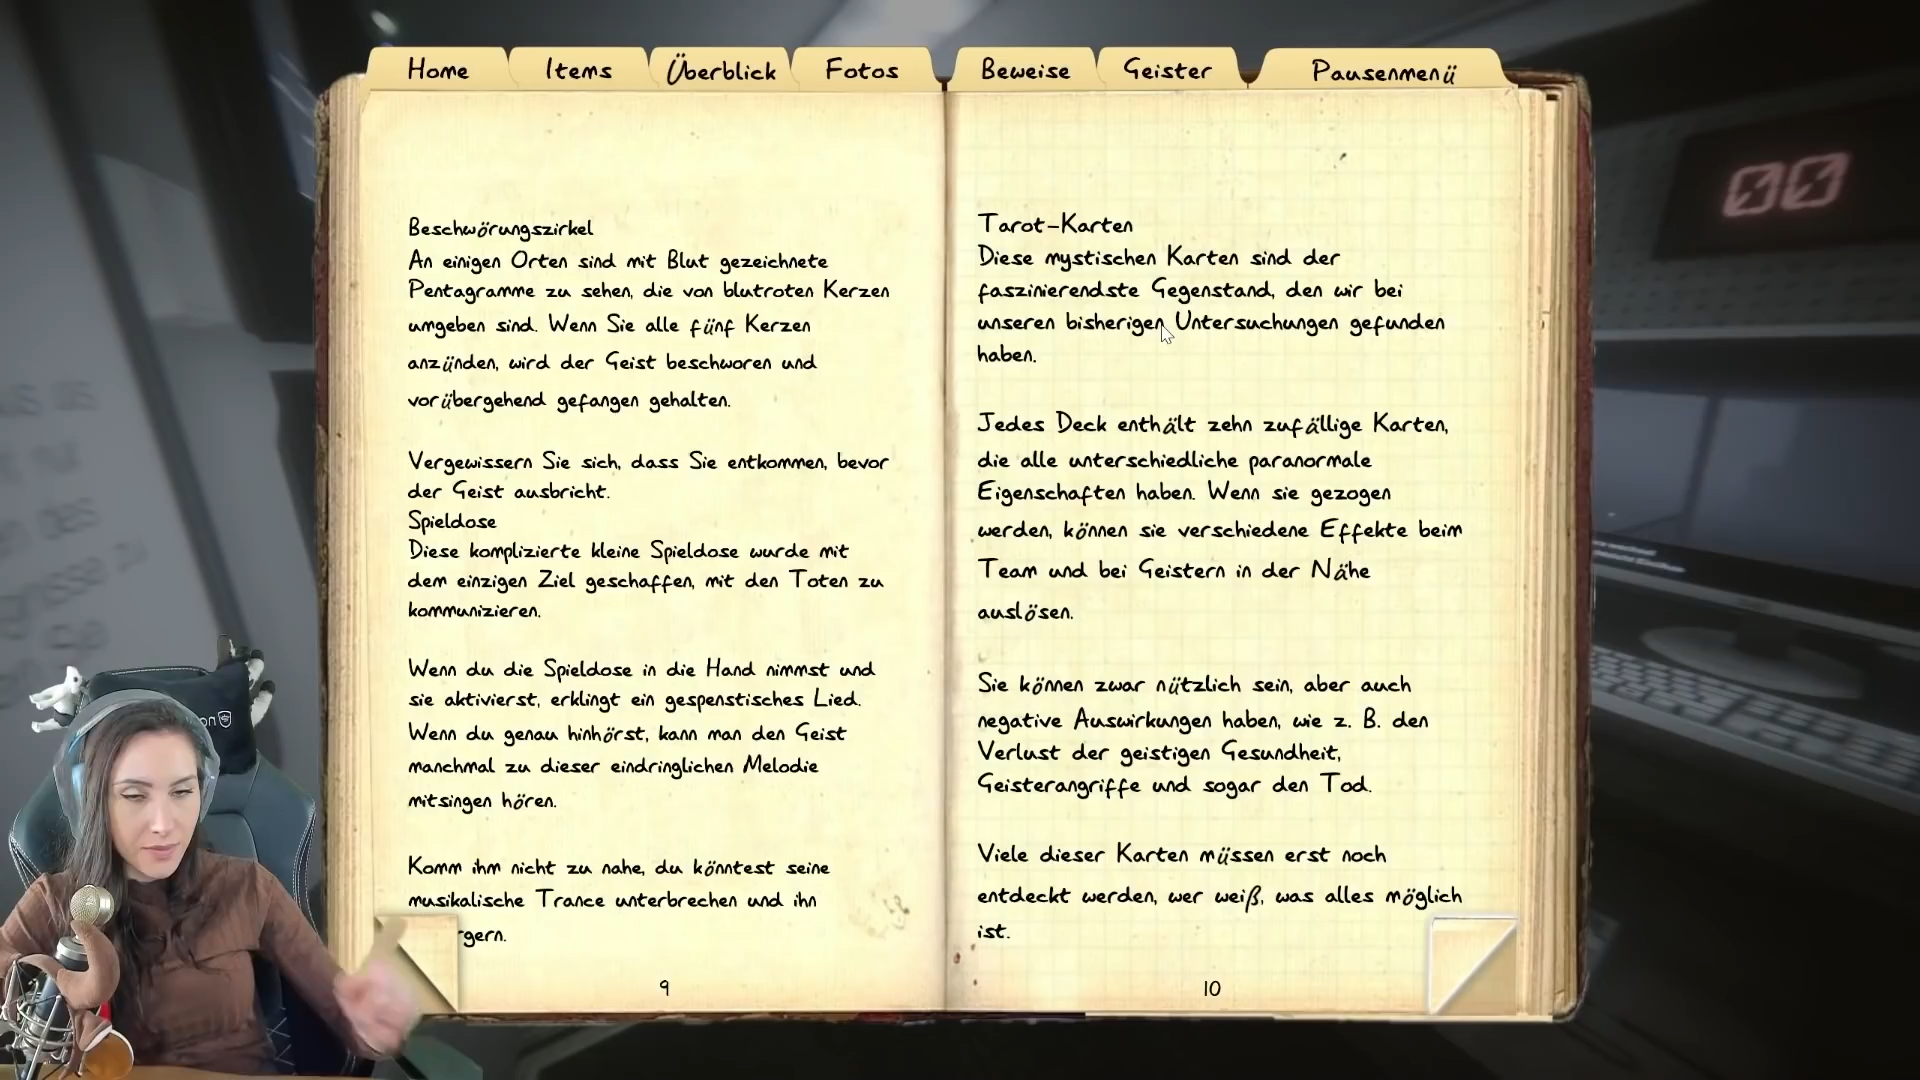 Home
Items
Überblick
Fotos
Beweise
Geister
Pausenmenü
Beschwörungszirkel
An einigen Orten sind mit Blut gezeichnete
Pentagramme zu sehen, die von blutroten Kerzen
umgeben sind. Wenn Sie alle fünf Kerzen
anzünden, wird der Geist beschworen und
vorübergehend gefangen gehalten.
Vergewissern Sie sich, dass Sie entkommen, bevor
der Geist ausbricht.
Spieldose
Diese komplizierte kleine Spieldose wurde mit
dem einzigen Ziel geschaffen, mit den Toten zu
kommunizieren.
Wenn du die Spieldose in die Hand nimmst und
sie aktivierst, erklingt ein gespenstisches Lied.
Wenn du genau hinhörst, kann man den Geist
manchmal zu dieser eindringlichen Melodie
mitsingen hören.
Komm ihm nicht zu nahe, du könntest seine
musikalische Trance unterbrechen und ihn
rgern.
9
Tarot-Karten
Diese mystischen Karten sind der
faszinierendste Gegenstand, den wir bei
unseren bisherigen Untersuchungen gefunden
haben.
Jedes Deck enthält zehn zufällige Karten,
die alle unterschiedliche paranormale
Eigenschaften haben. Wenn sie gezogen
werden, können sie verschiedene Effekte beim
Team und bei Geistern in der Nähe
auslösen.
Sie können zwar nützlich sein, aber auch
negative Auswirkungen haben, wie z. B. den
Verlust der geistigen Gesundheit,
Geisterangriffe und sogar den Tod.
Viele dieser Karten müssen erst noch
entdeckt werden, wer weiß, was alles möglich
ist.
10
00